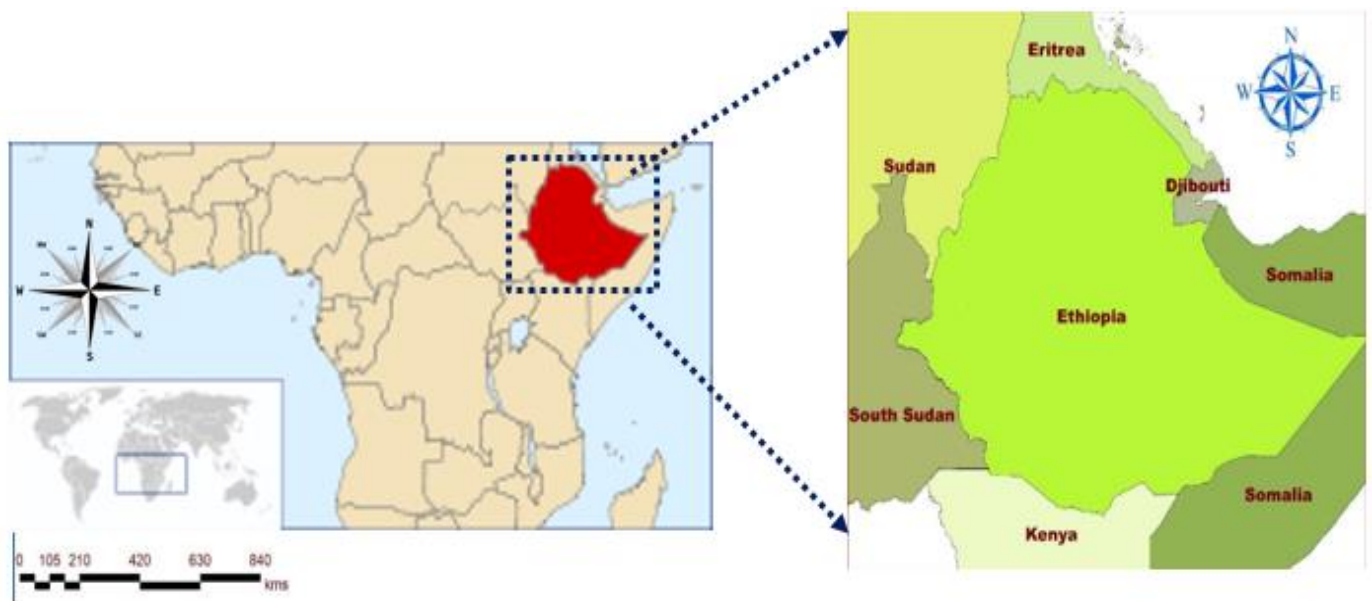 N
W E
S
0 105 210 420 630 840
kms
Eritrea
N
W E
S
Sudan
Djibouti
Somalia
Ethiopia
South Sudan
Somalia
Kenya